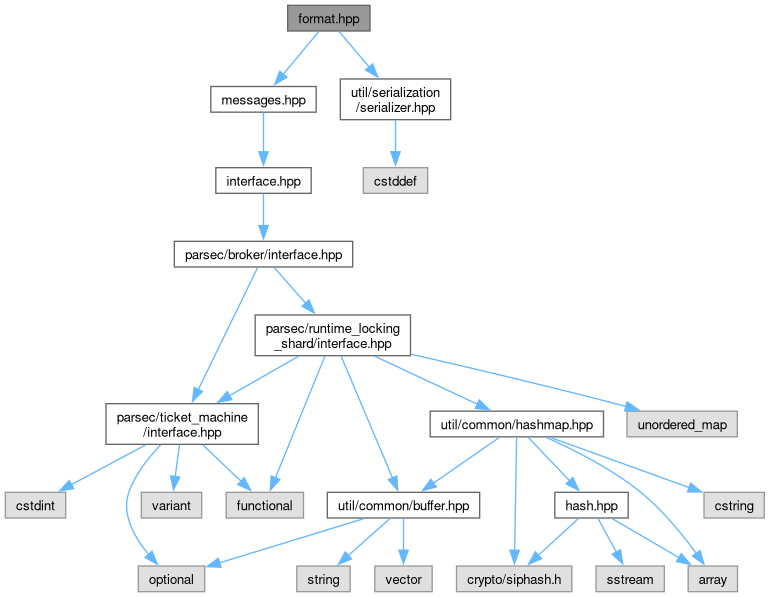 format.hpp
messages.hpp
util/serialization
/serializer.hpp
interface.hpp
cstddef
parsec/broker/interface.hpp
parsec/runtime_locking
_shard/interface.hpp
parsec/ticket_machine
/interface.hpp
util/common/hashmap.hpp
unordered_map
cstdint
variant
functional
util/common/buffer.hpp
hash.hpp
cstring
optional
string
vector
crypto/siphash.h
sstream
array